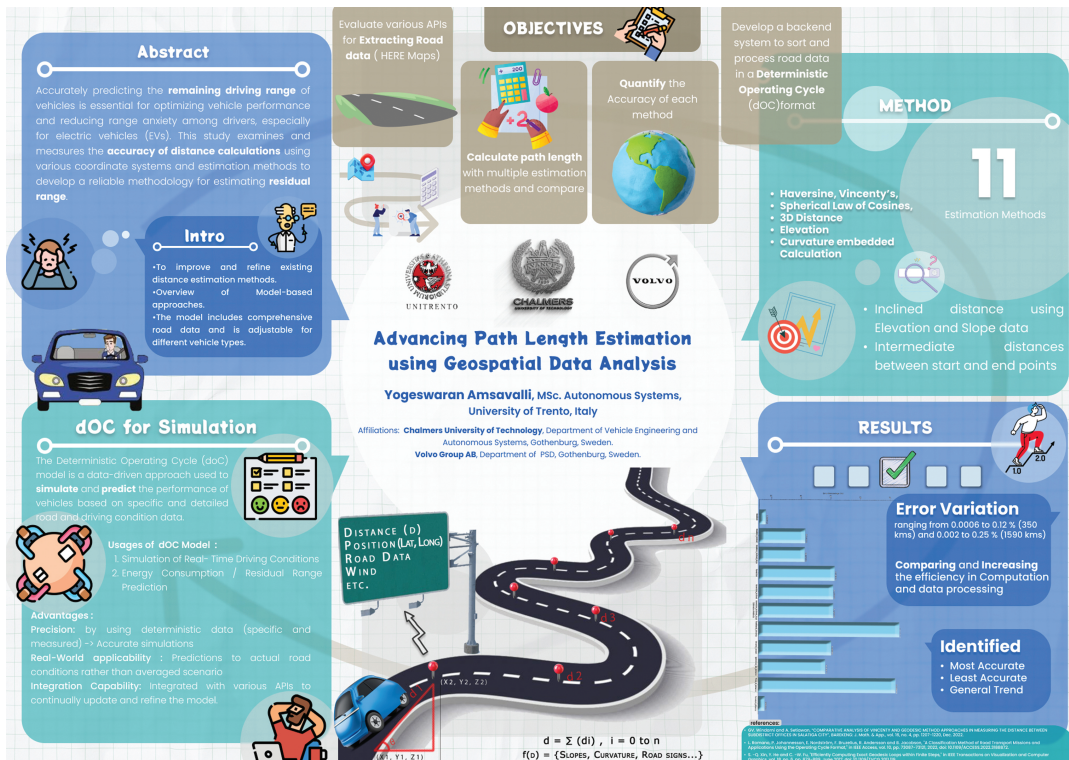 Abstract
Accurately predicting the remaining driving range of
vehicles is essential for optimizing vehicle performance
and reducing range anxiety among drivers, especially
for electric vehicles (EVs). This study examines and
measures the accuracy of distance calculations using
various coordinate systems and estimation methods to
develop a reliable methodology for estimating residual
range.
Intro
•To improve and refine existing
distance estimation methods.
•Overview of Model-based
approaches.
•The model includes comprehensive
road data and is adjustable for
different vehicle types.
dOC for Simulation
The Deterministic Operating Cycle (doC)
model is a data-driven approach used to
simulate and predict the performance of
vehicles based on specific and detailed
road and driving condition data.
Usages of dOC Model :
1. Simulation of Real- Time Driving Conditions
2. Energy Consumption / Residual Range
Prediction
Advantages :
Precision: by using deterministic data (specific and
measured) -> Accurate simulations
Real-World applicability : Predictions to actual road
conditions rather than averaged scenario
Integration Capability: Integrated with various APIs to
continually update and refine the model.
OBJECTIVES
Evaluate various APIs
for Extracting Road
data ( HERE Maps)
Calculate path length
with multiple estimation
methods and compare
Quantify the
Accuracy of each
method
Develop a backend
system to sort and
process road data
in a Deterministic
Operating Cycle
(dOC)format
UNITRENTO
CHALMERS
UNIVERSITY OF TECHNOLOGY
VOLVO
Advancing Path Length Estimation
using Geospatial Data Analysis
Yogeswaran Amsavalli, MSc. Autonomous Systems,
University of Trento, Italy
Affiliations: Chalmers University of Technology, Department of Vehicle Engineering and
Autonomous Systems, Gothenburg, Sweden.
Volvo Group AB, Department of PSD, Gothenburg, Sweden.
DISTANCE (D)
POSITION (LAT, LONG)
ROAD DATA
WIND
ETC.
d n
d 3
d 2
(X2, Y2, Z2)
(X1, Y1, Z1)
d = Σ (di) , i = 0 to n
f(D) = {SLOPES, CURVATURE, ROAD SIGNS...}
METHOD
11
Estimation Methods
• Haversine, Vincenty's,
• Spherical Law of Cosines,
• 3D Distance
• Elevation
• Curvature embedded
Calculation
• Inclined distance using
Elevation and Slope data
• Intermediate distances
between start and end points
RESULTS
1.0
2.0
Error Variation
ranging from 0.0006 to 0.12 % (350
kms) and 0.002 to 0.25 % (1590 kms)
Comparing and Increasing
the efficiency in Computation
and data processing
Identified
• Most Accurate
• Least Accurate
• General Trend
references: